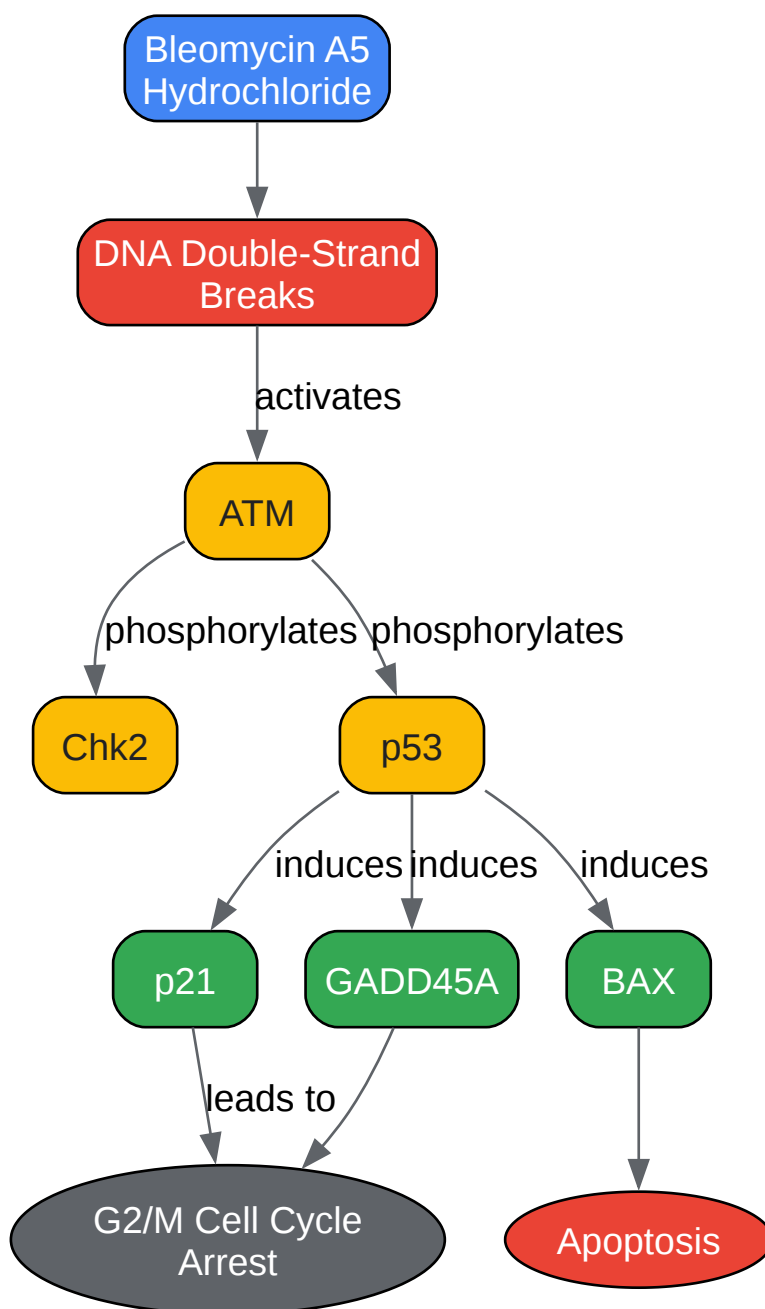 Bleomycin A5
Hydrochloride
DNA Double-Strand
Breaks
activates
ATM
phosphorylates
phosphorylates
Chk2
p53
induces
induces
induces
p21
GADD45A
BAX
leads to
G2/M Cell Cycle
Arrest
Apoptosis